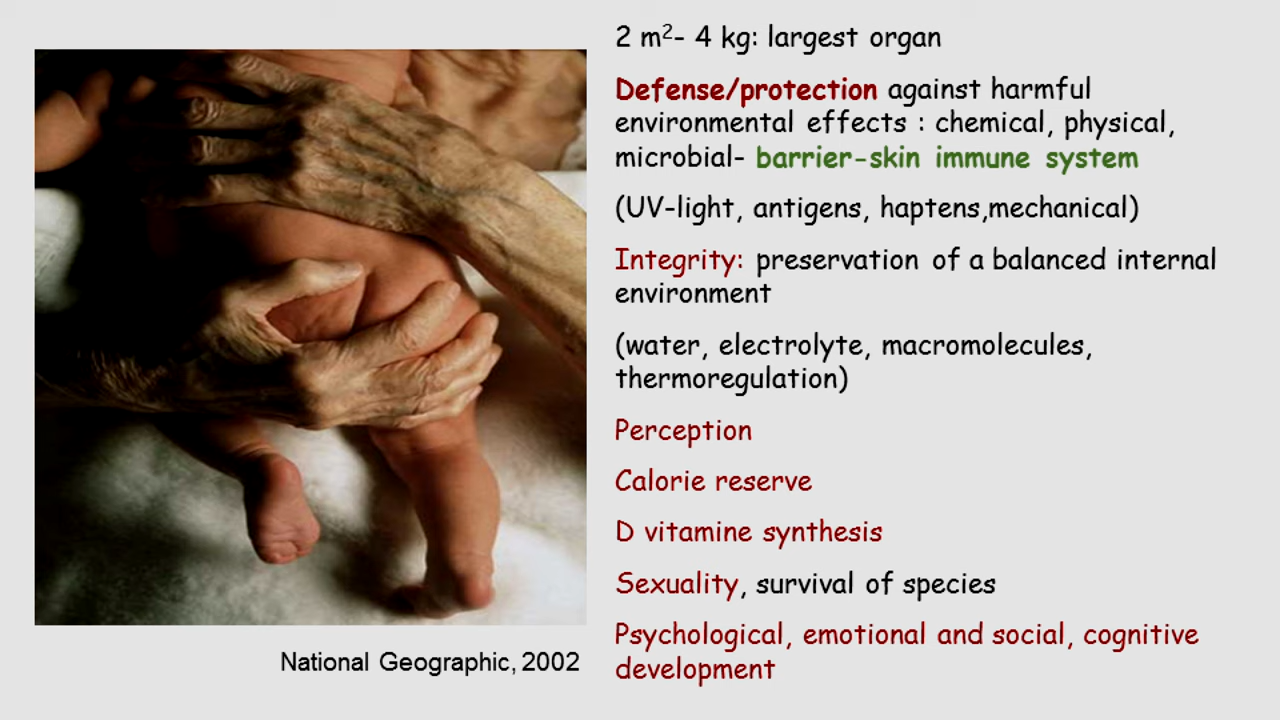 2 m²- 4 kg: largest organ
Defense/protection against harmful
environmental effects : chemical, physical,
microbial- barrier-skin immune system
(UV-light, antigens, haptens,mechanical)
Integrity: preservation of a balanced internal
environment
(water, electrolyte, macromolecules,
thermoregulation)
Perception
Calorie reserve
D vitamine synthesis
Sexuality, survival of species
Psychological, emotional and social, cognitive
development
National Geographic, 2002